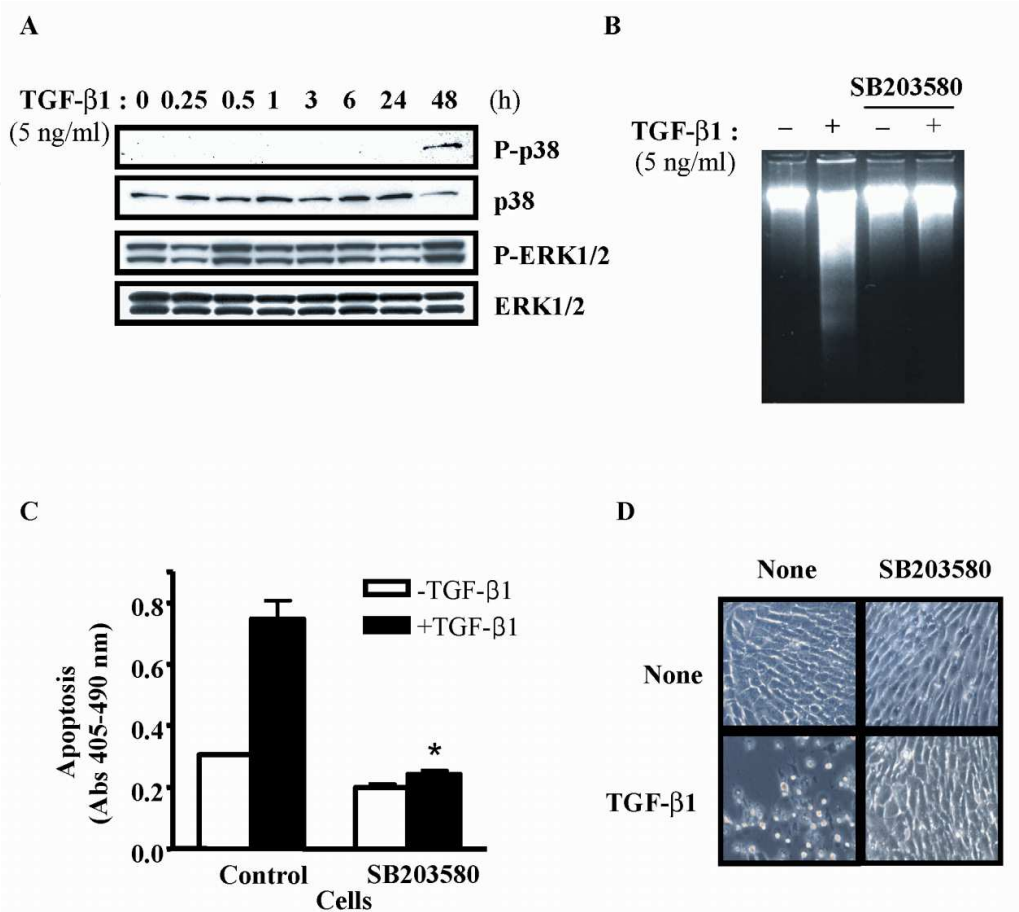 A
TGF-β1 : 0 0.25 0.5 1 3 6 24 48 (h)
(5 ng/ml)
P-p38
p38
P-ERK1/2
ERK1/2
B
SB203580
TGF-β1 : – + – +
(5 ng/ml)
C
Apoptosis
(Abs 405-490 nm)
0.8
0.6
0.4
0.2
0.0
-TGF-β1
+TGF-β1
*
Control SB203580
Cells
D
None SB203580
None
TGF-β1